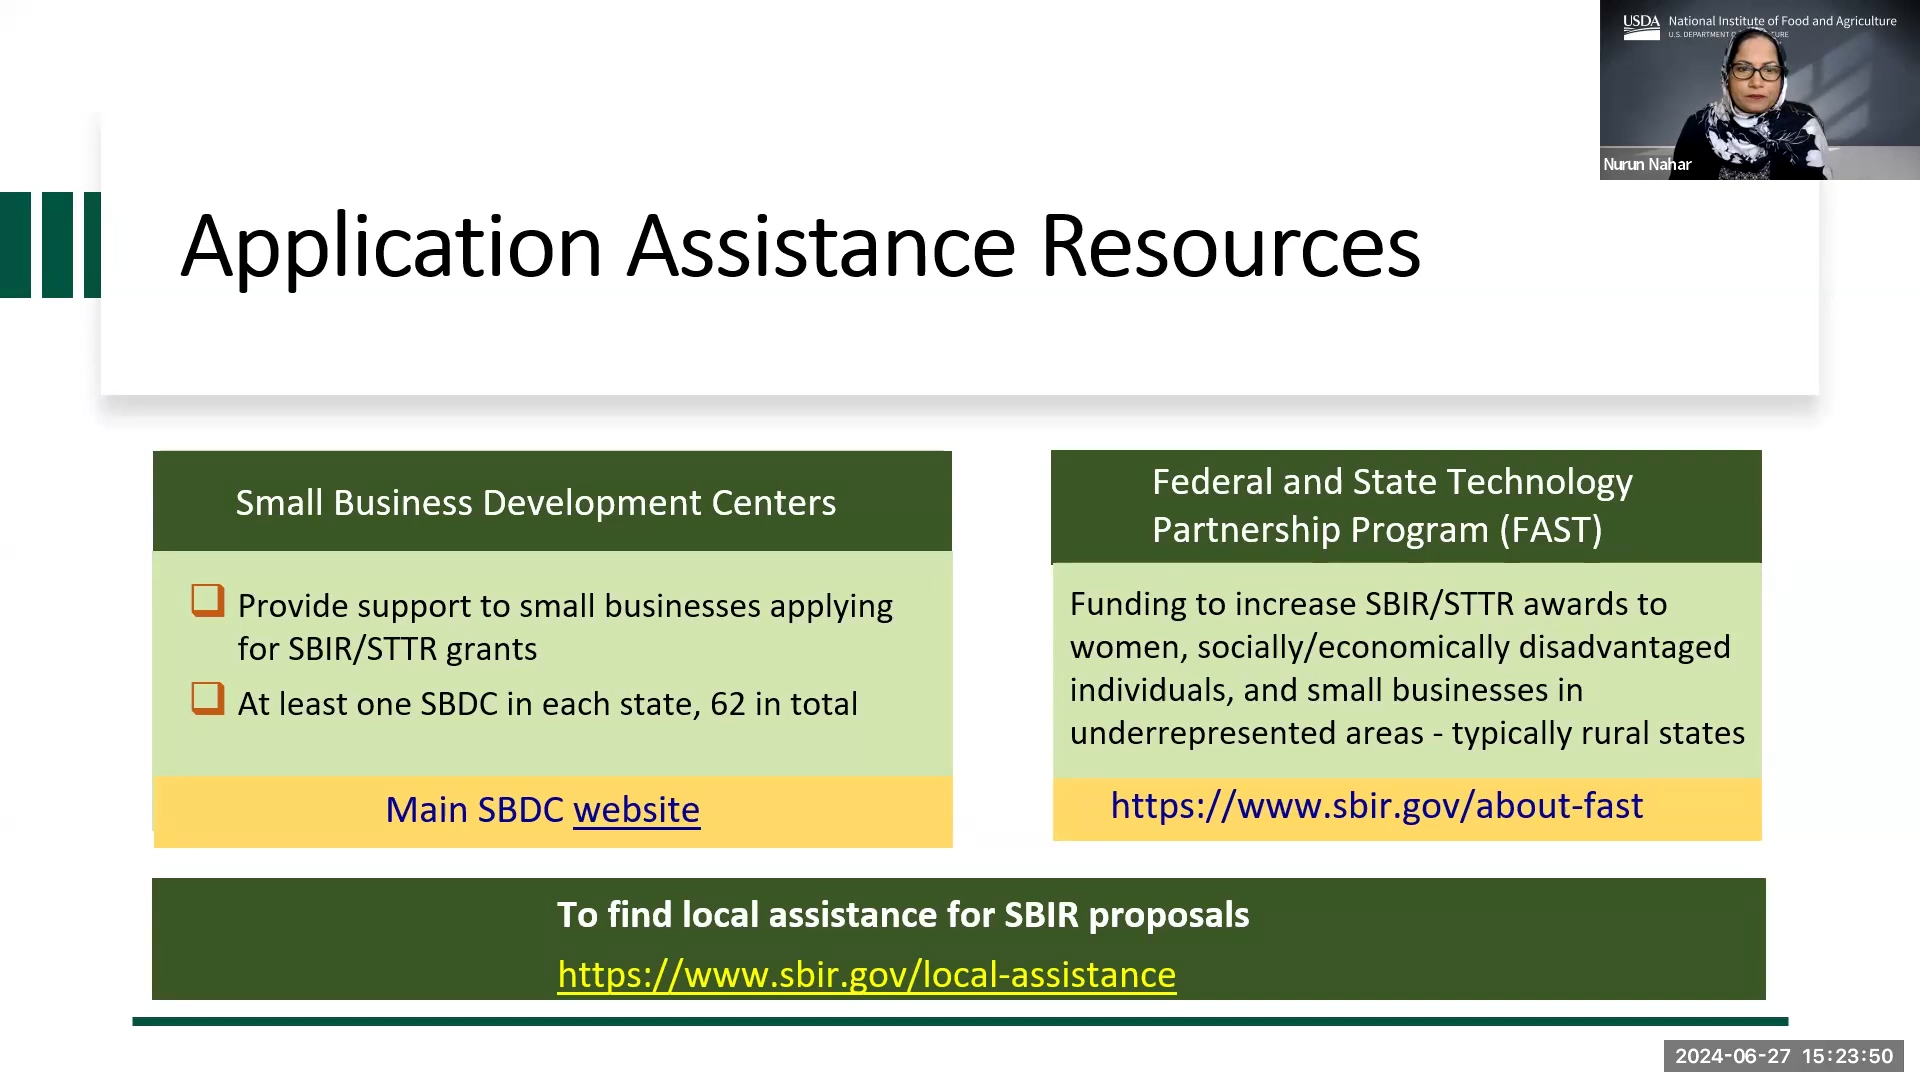 USDA National Institute of Food and Agriculture
U.S. DEPARTMENT
Nurun Nahar
Application Assistance Resources
Small Business Development Centers
Provide support to small businesses applying
for SBIR/STTR grants
At least one SBDC in each state, 62 in total
Main SBDC website
Federal and State Technology
Partnership Program (FAST)
Funding to increase SBIR/STTR awards to
women, socially/economically disadvantaged
individuals, and small businesses in
underrepresented areas - typically rural states
https://www.sbir.gov/about-fast
To find local assistance for SBIR proposals
https://www.sbir.gov/local-assistance
2024-06-27 15:23:50